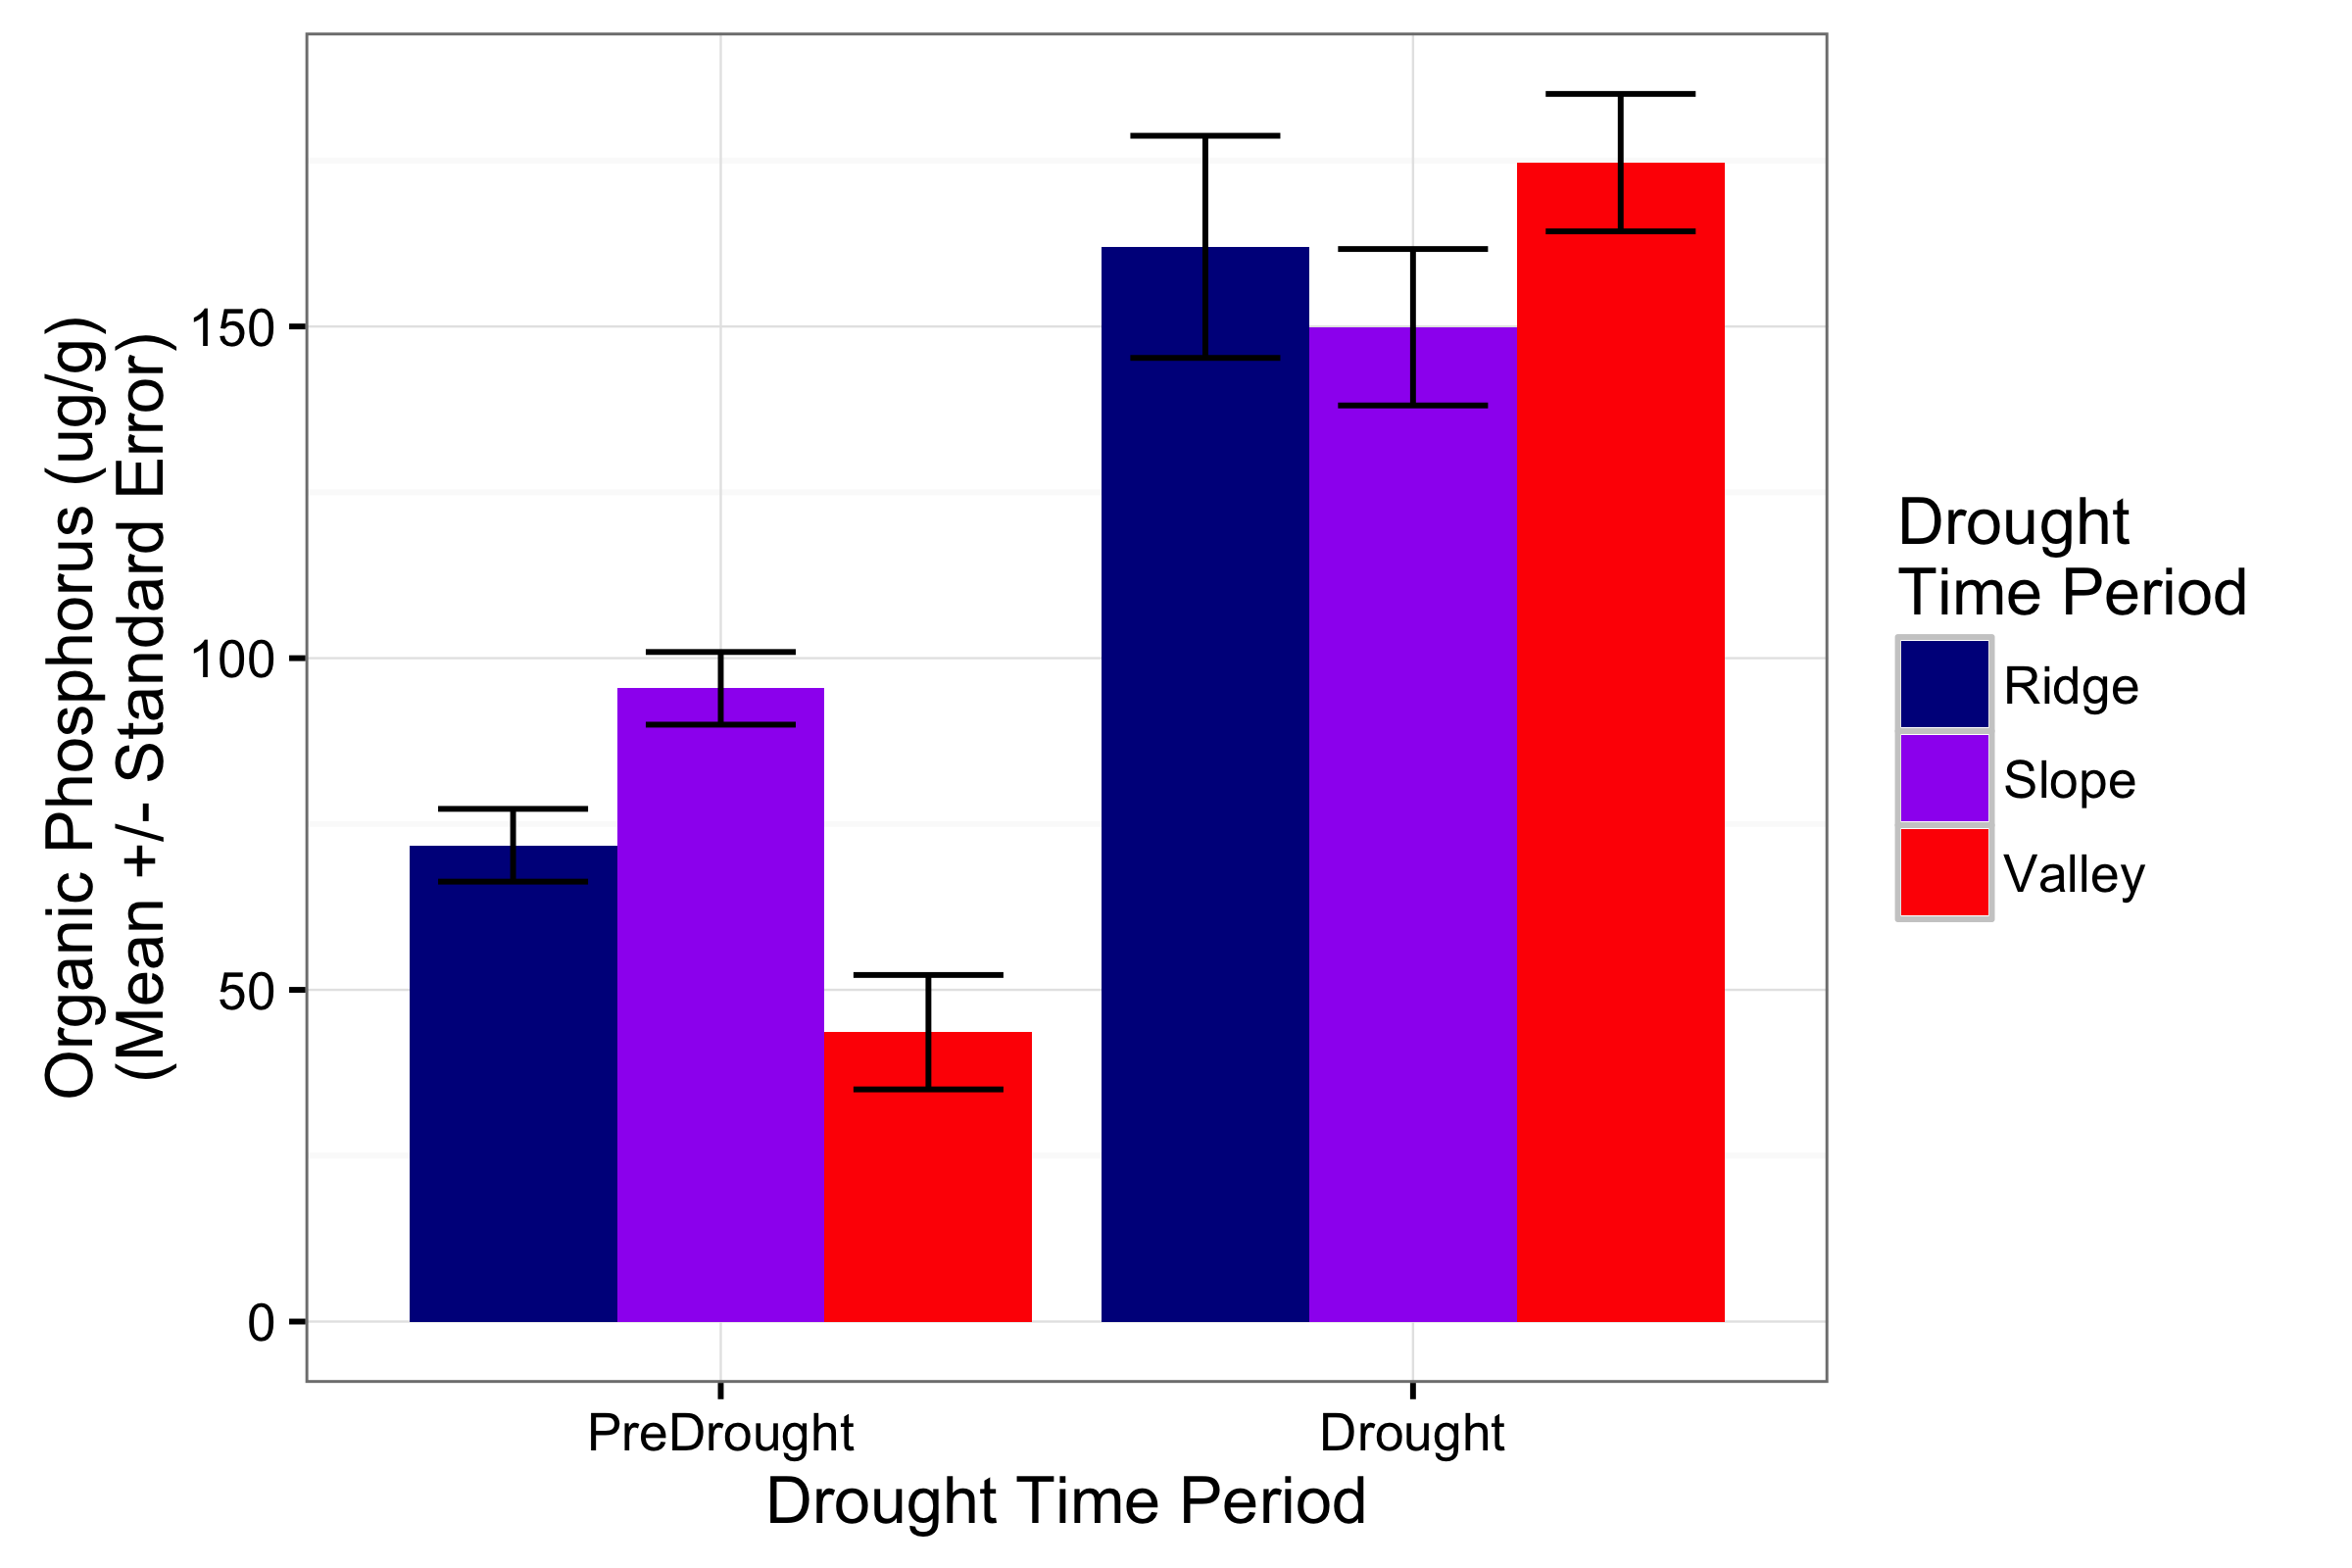 Organic Phosphorus (ug/g)
(Mean +/- Standard Error)
150
100
50
0
PreDrought
Drought
Drought Time Period
Drought
Time Period
Ridge
Slope
Valley